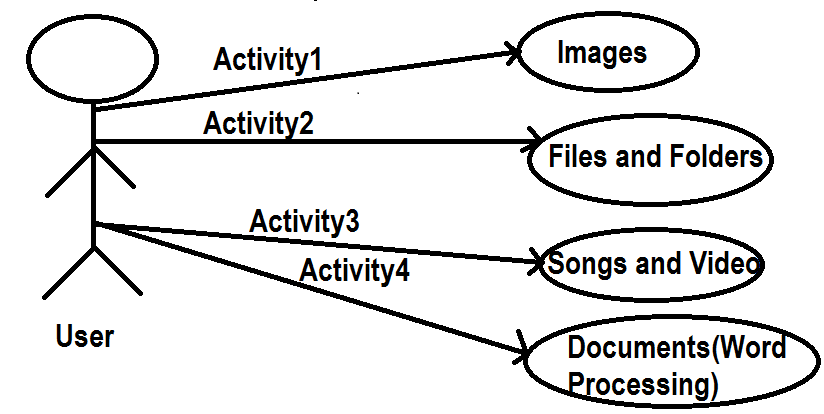 Activity1
Images
Activity2
Files and Folders
Activity3
Songs and Video
Activity4
User
Documents(Word
Processing)